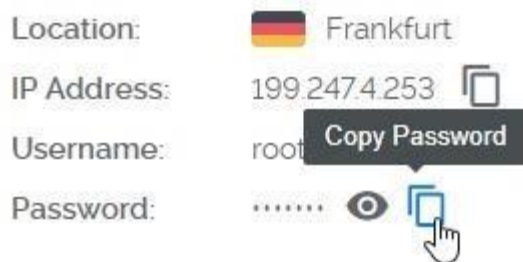 Location: Frankfurt
IP Address: 199.247.4.253
Copy Password
Username: root
Password: .......